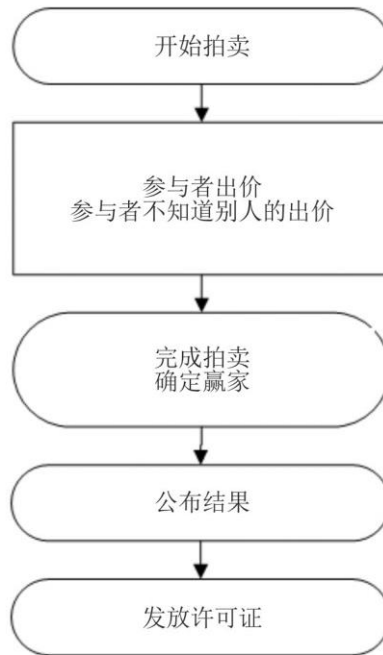 开始拍卖
参与者出价
参与者不知道别人的出价
完成拍卖
确定赢家
公布结果
发放许可证